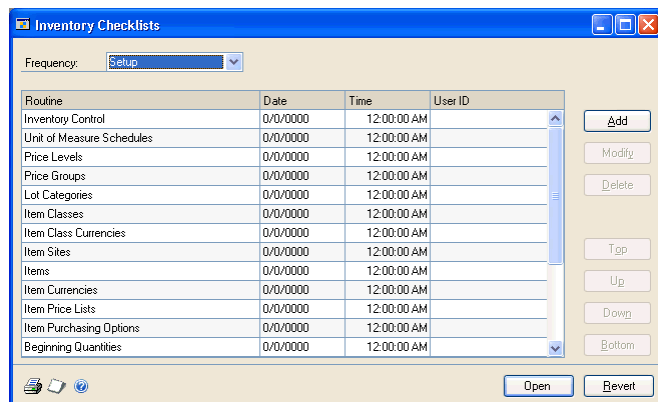 Inventory Checklists
Frequency: Setup
Routine Date Time User ID
Inventory Control 0/0/0000 12:00:00 AM
Unit of Measure Schedules 0/0/0000 12:00:00 AM
Price Levels 0/0/0000 12:00:00 AM
Price Groups 0/0/0000 12:00:00 AM
Lot Categories 0/0/0000 12:00:00 AM
Item Classes 0/0/0000 12:00:00 AM
Item Class Currencies 0/0/0000 12:00:00 AM
Item Sites 0/0/0000 12:00:00 AM
Items 0/0/0000 12:00:00 AM
Item Currencies 0/0/0000 12:00:00 AM
Item Price Lists 0/0/0000 12:00:00 AM
Item Purchasing Options 0/0/0000 12:00:00 AM
Beginning Quantities 0/0/0000 12:00:00 AM
Add
Modify
Delete
Top
Up
Down
Bottom
Open Revert